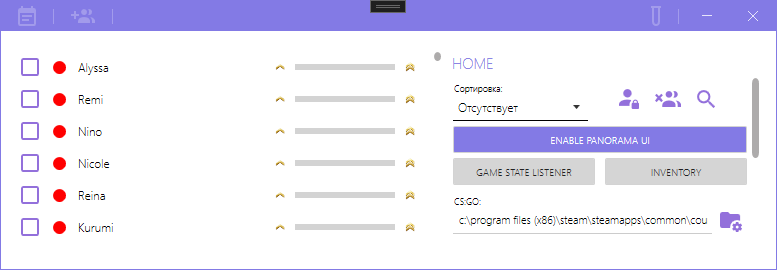 Alyssa
Remi
Nino
Nicole
Reina
Kurumi
HOME
Сортировка:
Отсутствует
ENABLE PANORAMA UI
GAME STATE LISTENER
INVENTORY
CS:GO:
c:\program files (x86)\steam\steamapps\common\cou